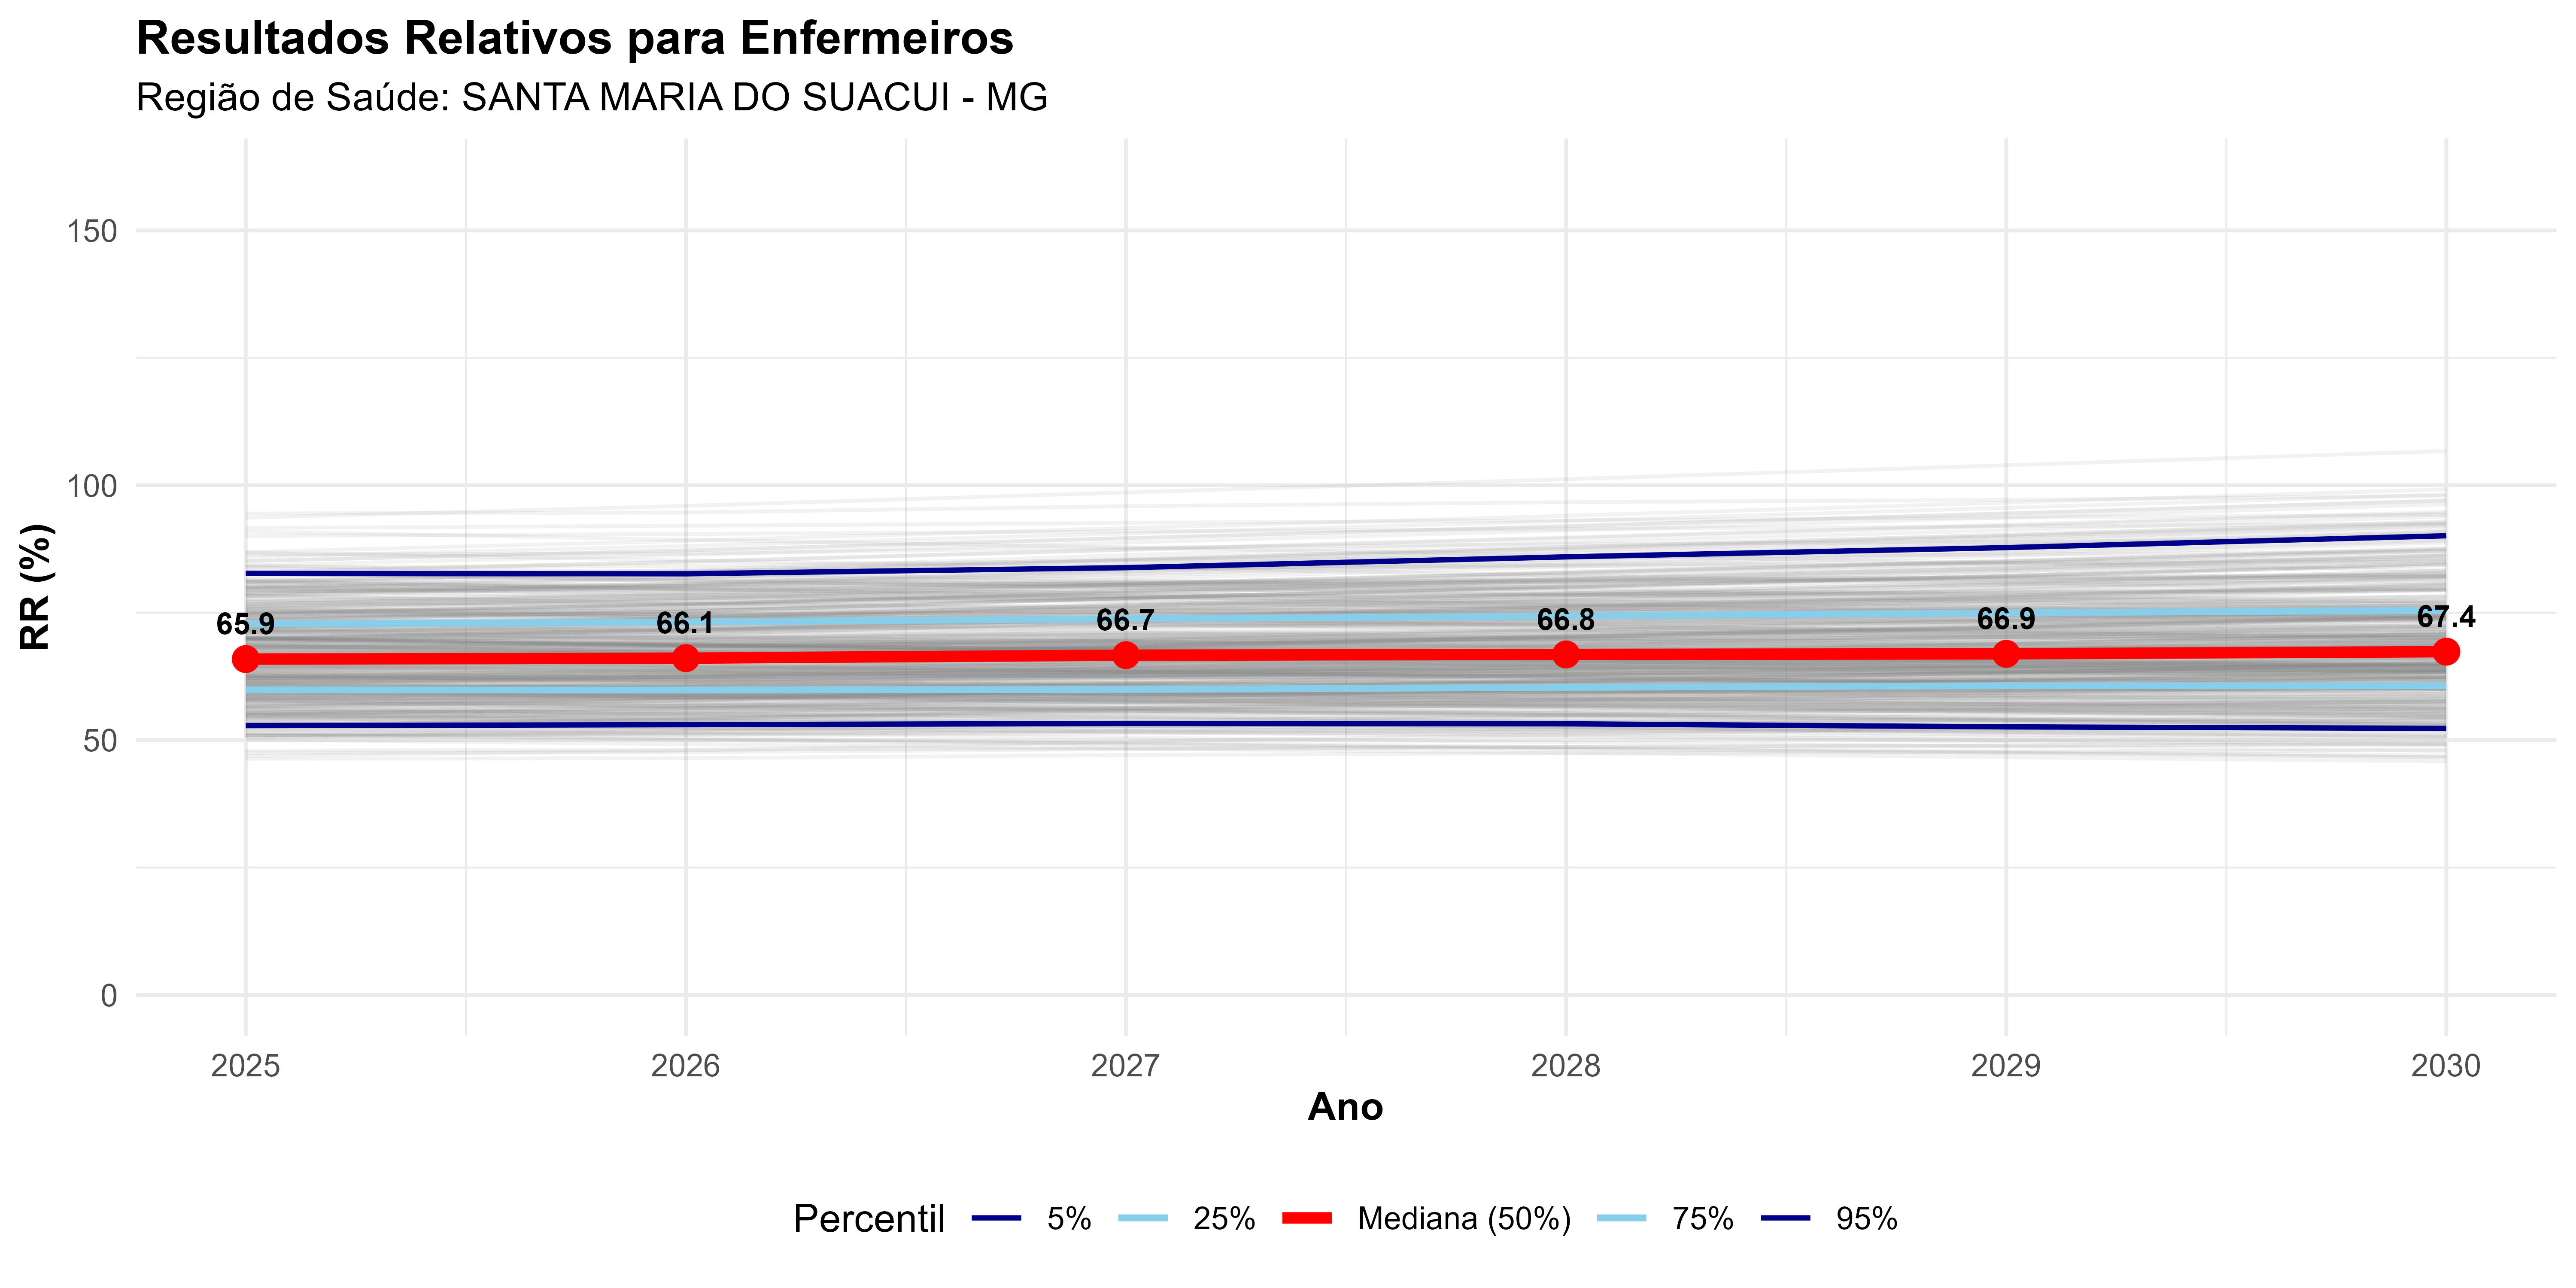 Resultados Relativos para Enfermeiros
Região de Saúde: SANTA MARIA DO SUACUI - MG
RR (%)
150
100
50
0
65.9 66.1 66.7 66.8 66.9 67.4
2025 2026 2027 2028 2029 2030
Ano
Percentil 5% 25% Mediana (50%) 75% 95%